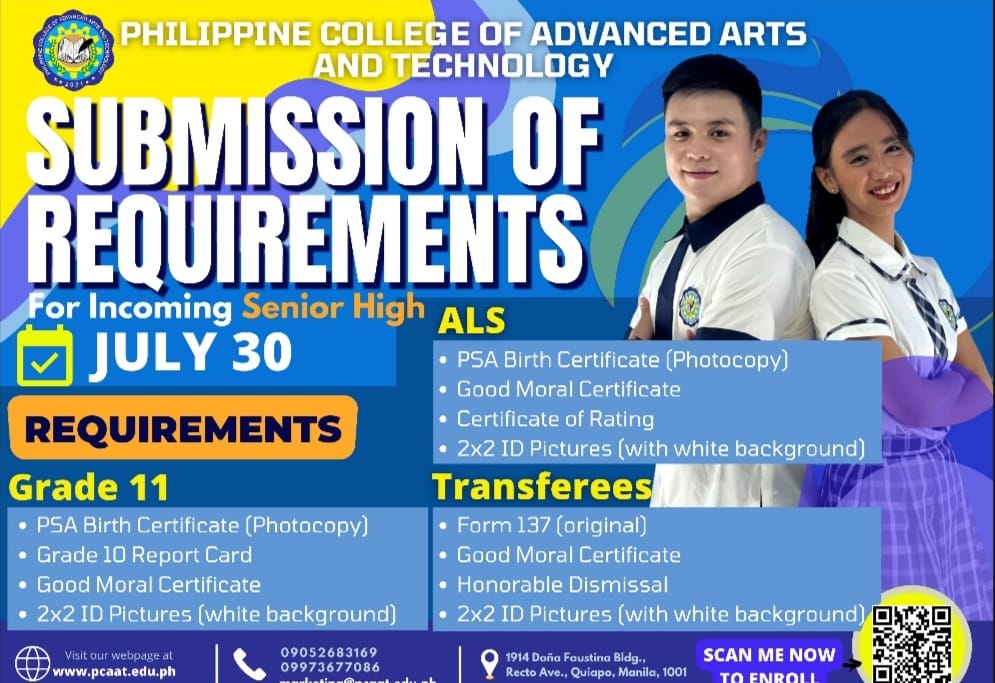 PHILIPPINE COLLEGE OF ADVANCED ARTS
AND TECHNOLOGY
SUBMISSION OF
REQUIREMENTS
For Incoming Senior High
JULY 30
REQUIREMENTS
ALS
• PSA Birth Certificate (Photocopy)
• Good Moral Certificate
• Certificate of Rating
• 2x2 ID Pictures (with white background)
Grade 11
• PSA Birth Certificate (Photocopy)
• Grade 10 Report Card
• Good Moral Certificate
• 2x2 ID Pictures (white background)
Transferees
• Form 137 (original)
• Good Moral Certificate
• Honorable Dismissal
• 2x2 ID Pictures (with white background)
Visit our webpage at
www.pcaat.edu.ph
09052683169
09973677086
marketing@pcaat.edu.ph
1914 Doña Faustina Bldg.,
Recto Ave., Quiapo, Manila, 1001
SCAN ME NOW
TO ENROLL